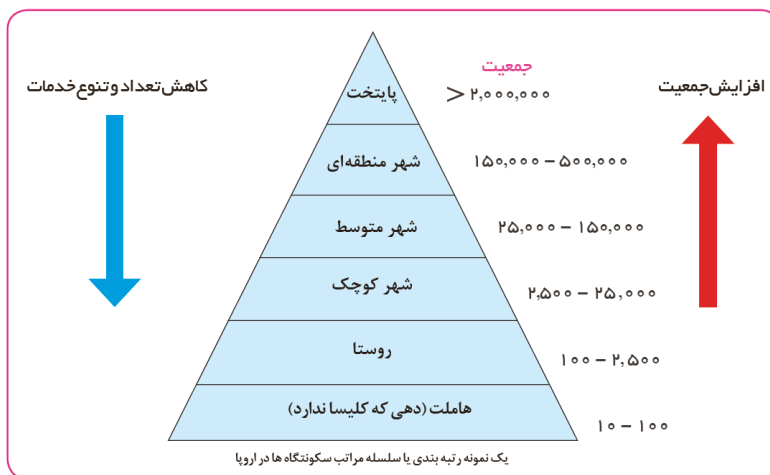 جمعیت
افزایش جمعیت
کاهش تعداد و تنوع خدمات
پایتخت
> ۲,۰۰۰,۰۰۰
شهر منطقه‌ای
۱۵۰,۰۰۰ – ۵۰۰,۰۰۰
شهر متوسط
۲۵,۰۰۰ – ۱۵۰,۰۰۰
شهر کوچک
۲,۵۰۰ – ۲۵,۰۰۰
روستا
۱۰۰ – ۲,۵۰۰
هاملت (دهی که کلیسا ندارد)
۱۰ – ۱۰۰
یک نمونه رتبه بندی یا سلسله مراتب سکونتگاه ها در اروپا